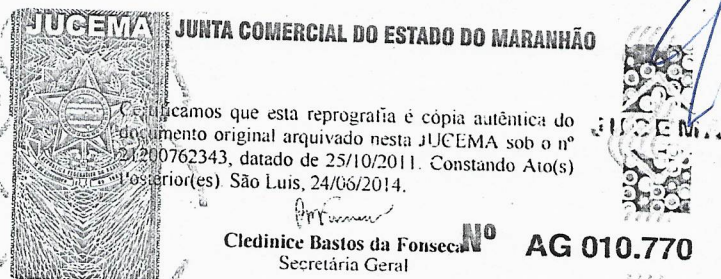 JUCEMA
JUNTA COMERCIAL DO ESTADO DO MARANHÃO
Certificamos que esta reprografia é cópia autêntica do
documento original arquivado nesta JUCEMA sob o nº
21200762343, datado de 25/10/2011. Constando Ato(s)
Posterior(es). São Luis, 24/06/2014.
JUCEMA
Cledinice Bastos da Fonseca
Secretária Geral
Nº AG 010.770